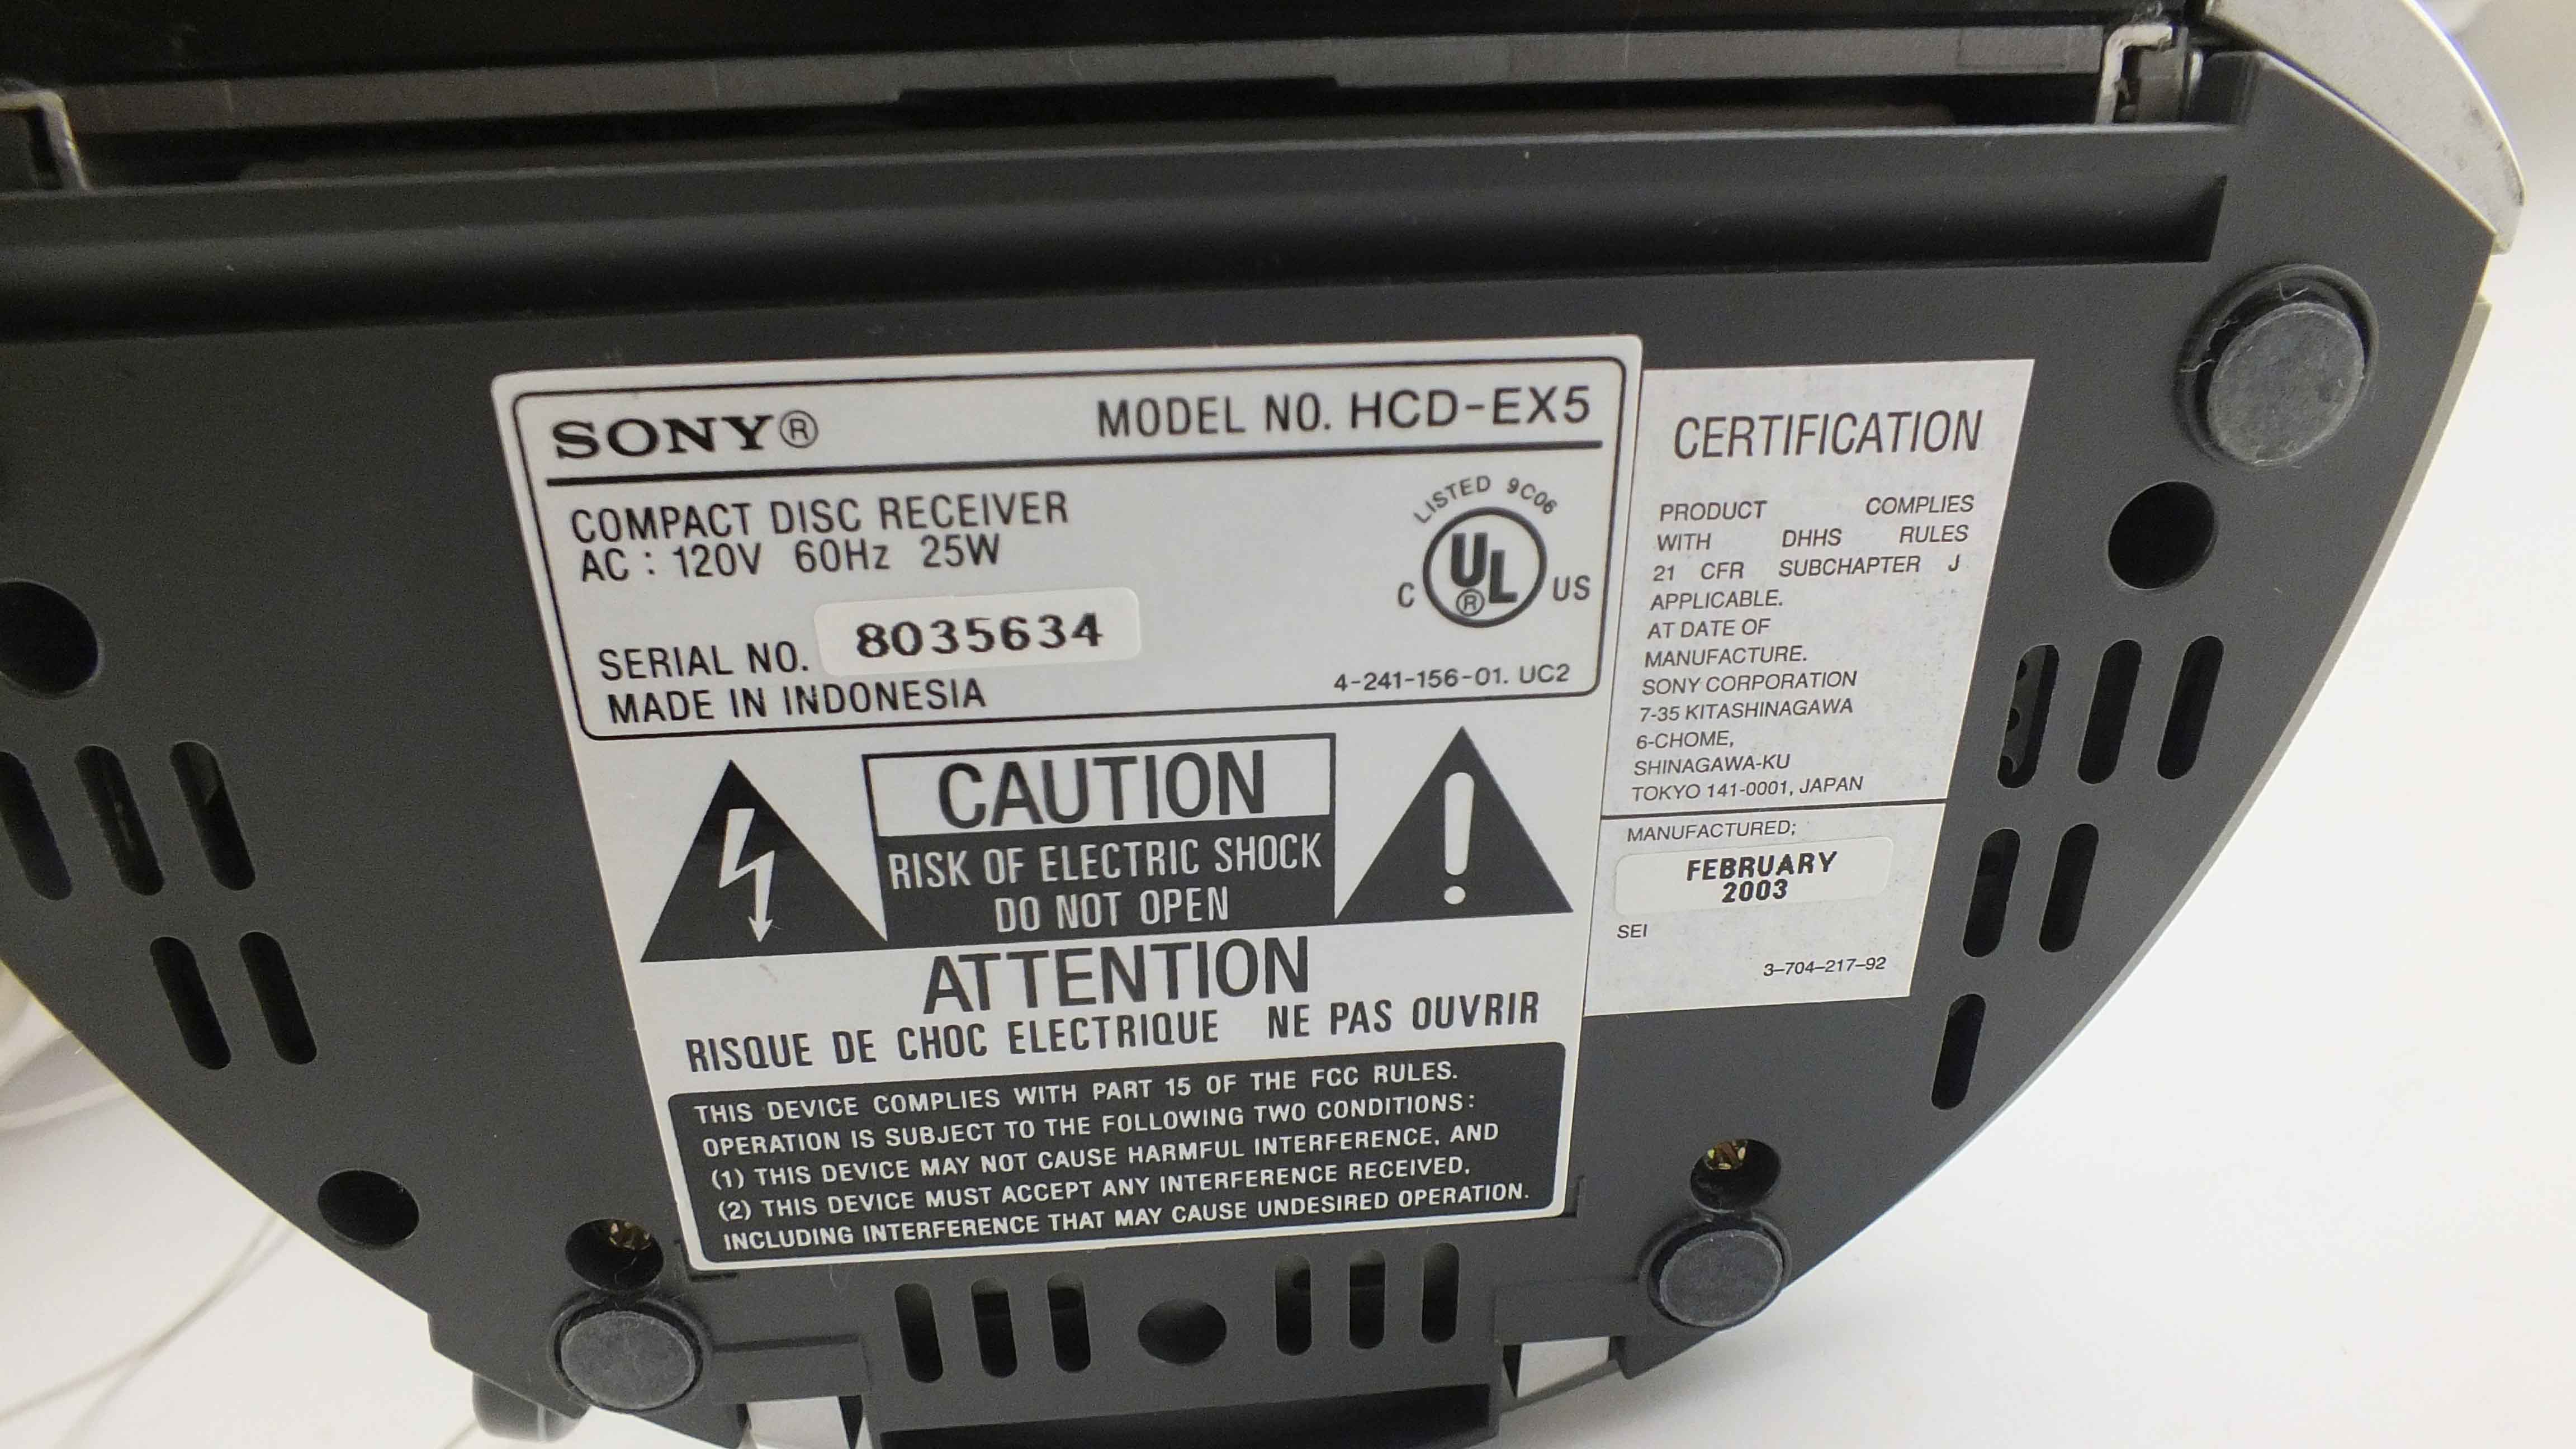 SONY® MODEL NO. HCD-EX5
COMPACT DISC RECEIVER
AC : 120V 60Hz 25W
LISTED 9C06
C UL® US
SERIAL NO. 8035634
MADE IN INDONESIA
4-241-156-01. UC2
CAUTION
RISK OF ELECTRIC SHOCK
DO NOT OPEN
ATTENTION
RISQUE DE CHOC ELECTRIQUE NE PAS OUVRIR
THIS DEVICE COMPLIES WITH PART 15 OF THE FCC RULES.
OPERATION IS SUBJECT TO THE FOLLOWING TWO CONDITIONS:
(1) THIS DEVICE MAY NOT CAUSE HARMFUL INTERFERENCE, AND
(2) THIS DEVICE MUST ACCEPT ANY INTERFERENCE RECEIVED,
INCLUDING INTERFERENCE THAT MAY CAUSE UNDESIRED OPERATION.
CERTIFICATION
PRODUCT COMPLIES
WITH DHHS RULES
21 CFR SUBCHAPTER J
APPLICABLE.
AT DATE OF
MANUFACTURE.
SONY CORPORATION
7-35 KITASHINAGAWA
6-CHOME,
SHINAGAWA-KU
TOKYO 141-0001, JAPAN
MANUFACTURED;
FEBRUARY
2003
SEI
3-704-217-92